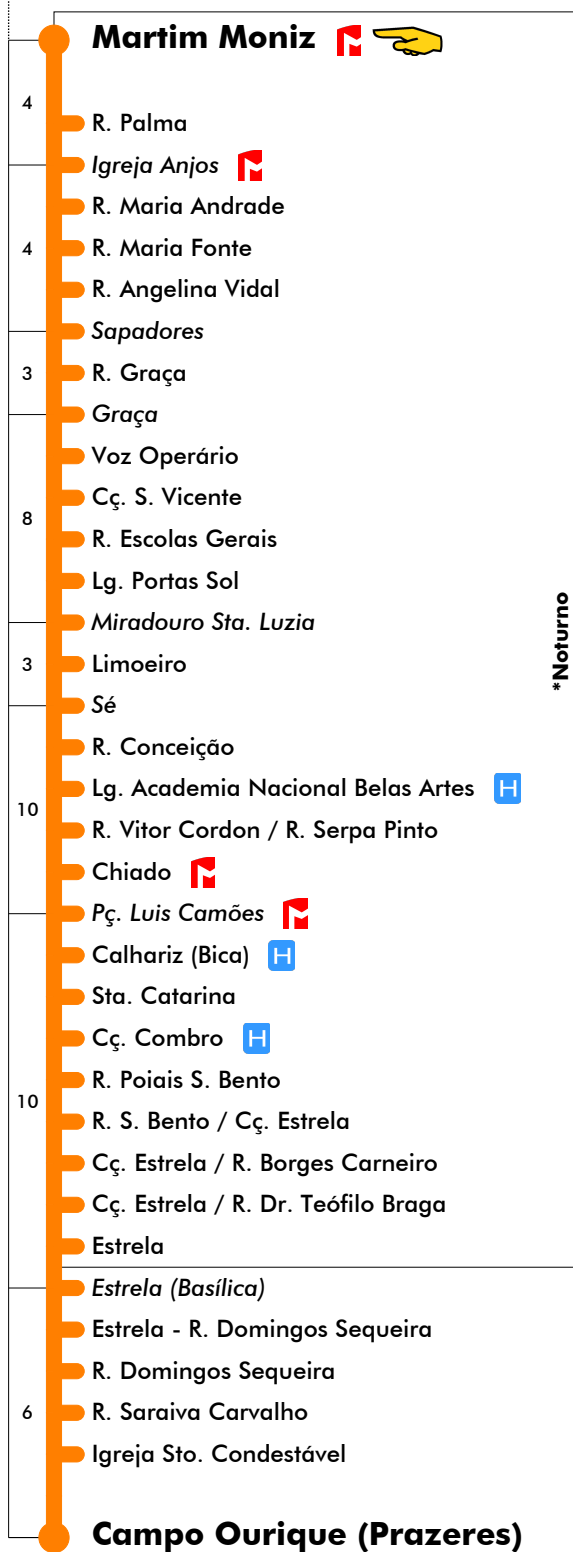 Martim Moniz
4
R. Palma
Igreja Anjos
R. Maria Andrade
4
R. Maria Fonte
R. Angelina Vidal
Sapadores
3
R. Graça
Graça
Voz Operário
Cç. S. Vicente
8
R. Escolas Gerais
Lg. Portas Sol
Miradouro Sta. Luzia
*Noturno
3
Limoeiro
Sé
R. Conceição
Lg. Academia Nacional Belas Artes H
10
R. Vitor Cordon / R. Serpa Pinto
Chiado
Pç. Luis Camões
Calhariz (Bica) H
Sta. Catarina
Cç. Combro H
R. Poiais S. Bento
10
R. S. Bento / Cç. Estrela
Cç. Estrela / R. Borges Carneiro
Cç. Estrela / R. Dr. Teófilo Braga
Estrela
Estrela (Basílica)
Estrela - R. Domingos Sequeira
R. Domingos Sequeira
6
R. Saraiva Carvalho
Igreja Sto. Condestável
Campo Ourique (Prazeres)